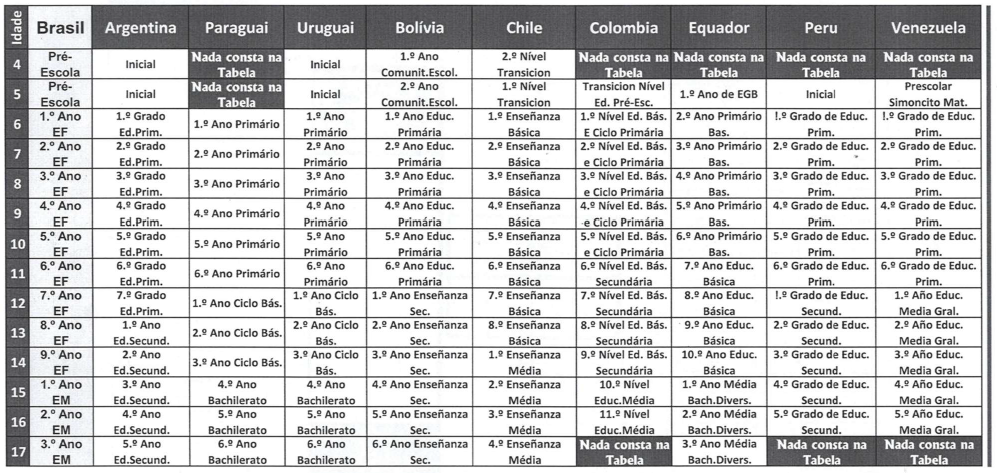 Idade Brasil Argentina Paraguai Uruguai Bolívia Chile Colombia Equador Peru Venezuela
4 Pré-Escola Inicial Nada consta na Tabela Inicial 1.º Ano Comunit.Escol. 2.º Nível Transicion Nada consta na Tabela Nada consta na Tabela Nada consta na Tabela Nada consta na Tabela
5 Pré-Escola Inicial Nada consta na Tabela Inicial 2.º Ano Comunit.Escol. 1.º Nível Transicion Transicion Nível Ed. Pré-Esc. 1.º Ano de EGB Inicial Prescolar Simoncito Mat.
6 1.º Ano EF 1.º Grado Ed.Prim. 1.º Ano Primário 1.º Ano Primário 1.º Ano Educ. Primária 1.º Enseñanza Básica 1.º Nível Ed. Bás. E Ciclo Primária 2.º Ano Primário Bas. !.º Grado de Educ. Prim. !.º Grado de Educ. Prim.
7 2.º Ano EF 2.º Grado Ed.Prim. 2.º Ano Primário 2.º Ano Primário 2.º Ano Educ. Primária 2.º Enseñanza Básica 2.º Nível Ed. Bás. e Ciclo Primária 3.º Ano Primário Bas. 2.º Grado de Educ. Prim. 2.º Grado de Educ. Prim.
8 3.º Ano EF 3.º Grado Ed.Prim. 3.º Ano Primário 3.º Ano Primário 3.º Ano Educ. Primária 3.º Enseñanza Básica 3.º Nível Ed. Bás. e Ciclo Primária 4.º Ano Primário Bas. 3.º Grado de Educ. Prim. 3.º Grado de Educ. Prim.
9 4.º Ano EF 4.º Grado Ed.Prim. 4.º Ano Primário 4.º Ano Primário 4.º Ano Educ. Primária 4.º Enseñanza Básica 4.º Nível Ed. Bás. e Ciclo Primária 5.º Ano Primário Bas. 4.º Grado de Educ. Prim. 4.º Grado de Educ. Prim.
10 5.º Ano EF 5.º Grado Ed.Prim. 5.º Ano Primário 5.º Ano Primário 5.º Ano Educ. Primária 5.º Enseñanza Básica 5.º Nível Ed. Bás. e Ciclo Primária 6.º Ano Primário Bas. 5.º Grado de Educ. Prim. 5.º Grado de Educ. Prim.
11 6.º Ano EF 6.º Grado Ed.Prim. 6.º Ano Primário 6.º Ano Primário 6.º Ano Educ. Primária 6.º Enseñanza Básica 6.º Nível Ed. Bás. Secundária 7.º Ano Educ. Básica 6.º Grado de Educ. Prim. 6.º Grado de Educ. Prim.
12 7.º Ano EF 7.º Grado Ed.Prim. 1.º Ano Ciclo Bás. 1.º Ano Ciclo Bás. 1.º Ano Enseñanza Sec. 7.º Enseñanza Básica 7.º Nível Ed. Bás. Secundária 8.º Ano Educ. Básica !.º Grado de Educ. Secund. 1.º Año Educ. Media Gral.
13 8.º Ano EF 1.º Ano Ed.Secund. 2.º Ano Ciclo Bás. 2.º Ano Ciclo Bás. 2.º Ano Enseñanza Sec. 8.º Enseñanza Básica 8.º Nível Ed. Bás. Secundária 9.º Ano Educ. Básica 2.º Grado de Educ. Secund. 2.º Año Educ. Media Gral.
14 9.º Ano EF 2.º Ano Ed.Secund. 3.º Ano Ciclo Bás. 3.º Ano Ciclo Bás. 3.º Ano Enseñanza Sec. 1.º Enseñanza Média 9.º Nível Ed. Bás. Secundária 10.º Ano Educ. Básica 3.º Grado de Educ. Secund. 3.º Año Educ. Media Gral.
15 1.º Ano EM 3.º Ano Ed.Secund. 4.º Ano Bachilerato 4.º Ano Bachilerato 4.º Ano Enseñanza Sec. 2.º Enseñanza Média 10.º Nível Educ.Média 1.º Ano Média Bach.Divers. 4.º Grado de Educ. Secund. 4.º Año Educ. Media Gral.
16 2.º Ano EM 4.º Ano Ed.Secund. 5.º Ano Bachilerato 5.º Ano Bachilerato 5.º Ano Enseñanza Sec. 3.º Enseñanza Média 11.º Nível Educ.Média 2.º Ano Média Bach.Divers. 5.º Grado de Educ. Secund. 5.º Año Educ. Media Gral.
17 3.º Ano EM 5.º Ano Ed.Secund. 6.º Ano Bachilerato 6.º Ano Bachilerato 6.º Ano Enseñanza Sec. 4.º Enseñanza Média Nada consta na Tabela 3.º Ano Média Bach.Divers. Nada consta na Tabela Nada consta na Tabela